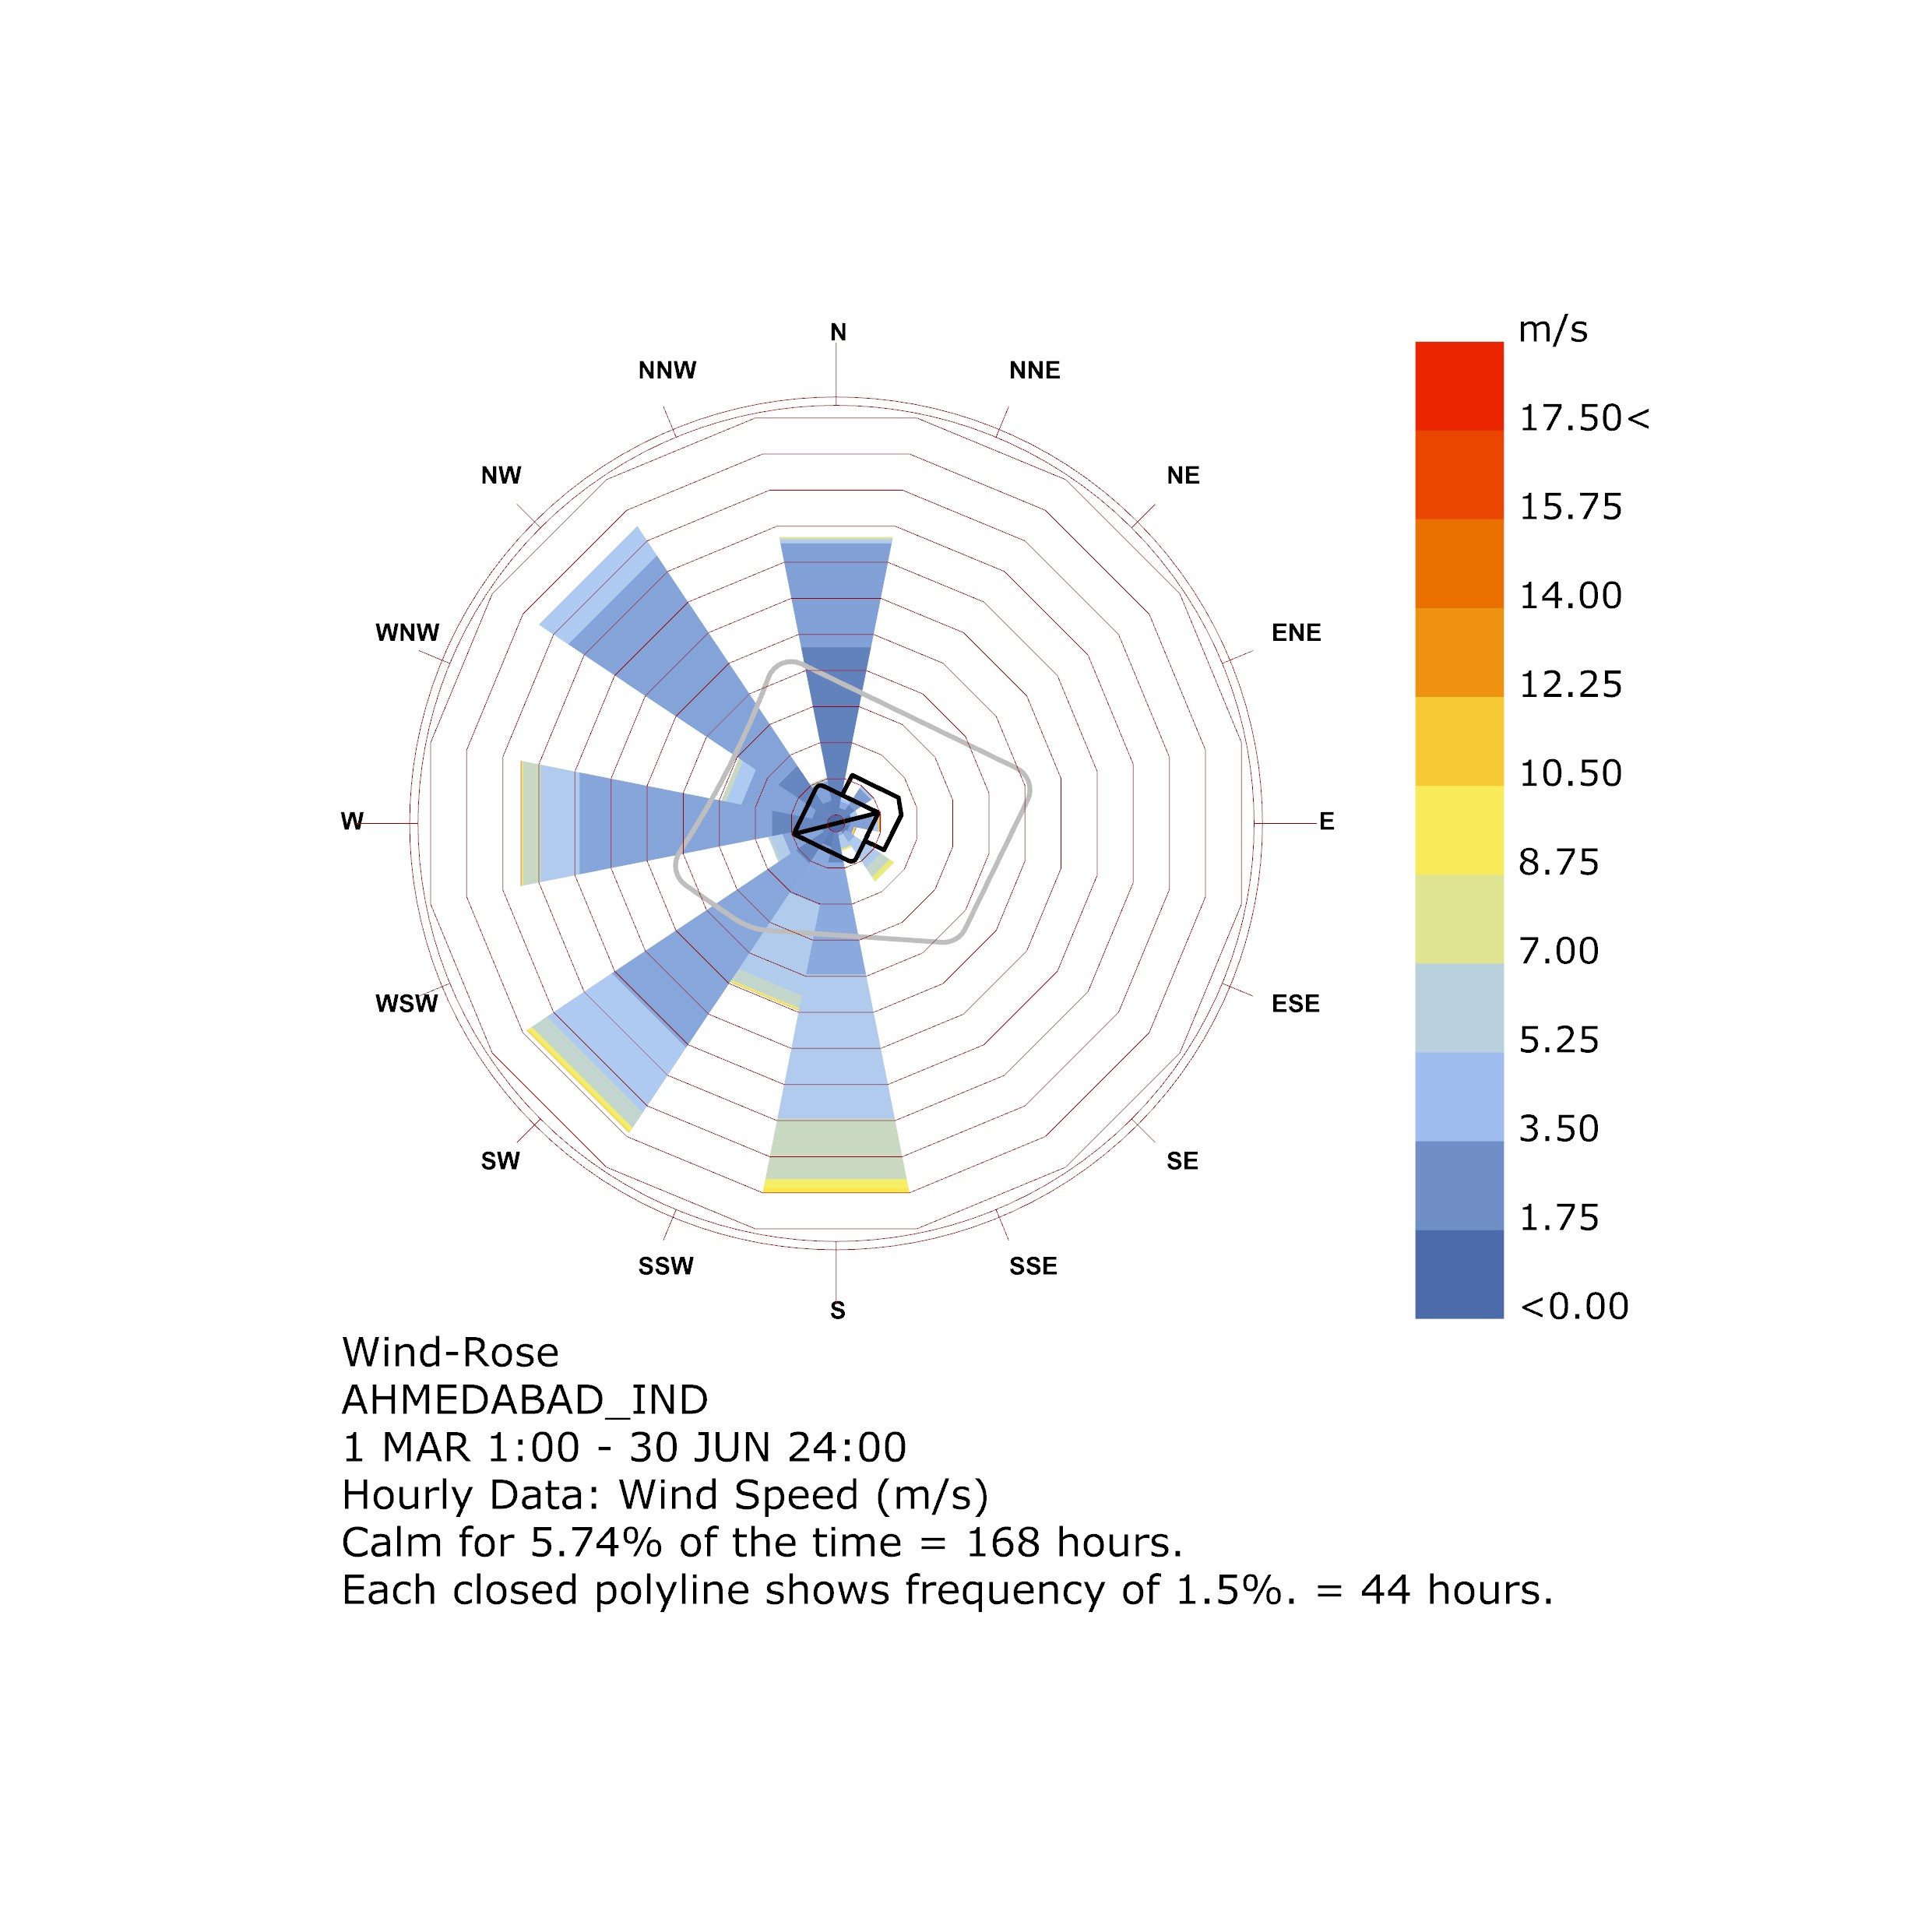 N
NNW
NNE
NW
NE
WNW
ENE
W
E
WSW
ESE
SW
SE
SSW
SSE
S
m/s
17.50<
15.75
14.00
12.25
10.50
8.75
7.00
5.25
3.50
1.75
<0.00
Wind-Rose
AHMEDABAD_IND
1 MAR 1:00 - 30 JUN 24:00
Hourly Data: Wind Speed (m/s)
Calm for 5.74% of the time = 168 hours.
Each closed polyline shows frequency of 1.5%. = 44 hours.